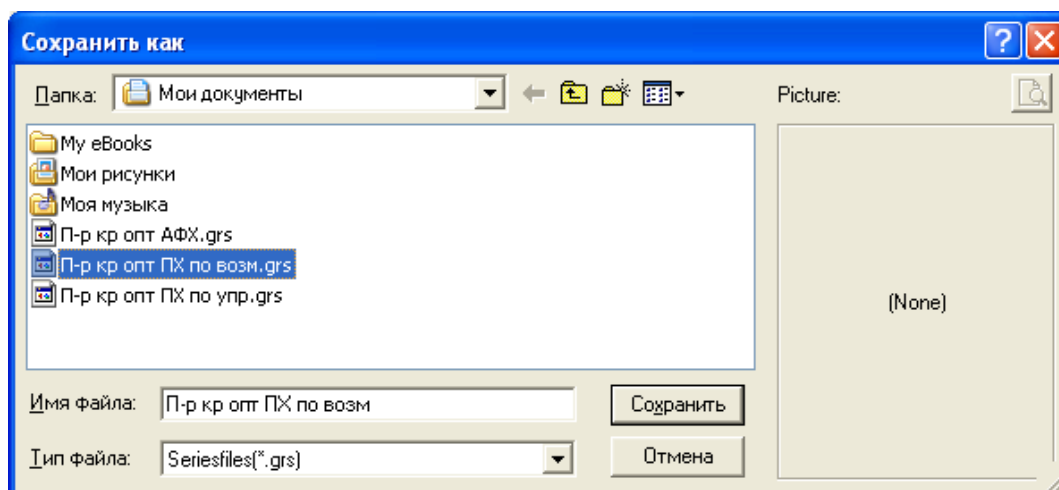 Сохранить как
Папка: Мои документы Picture:
My eBooks
Мои рисунки
Моя музыка
П-р кр опт АФХ.grs
П-р кр опт ПХ по возм.grs
П-р кр опт ПХ по упр.grs
(None)
Имя файла: П-р кр опт ПХ по возм Сохранить
Тип файла: Seriesfiles(*.grs) Отмена